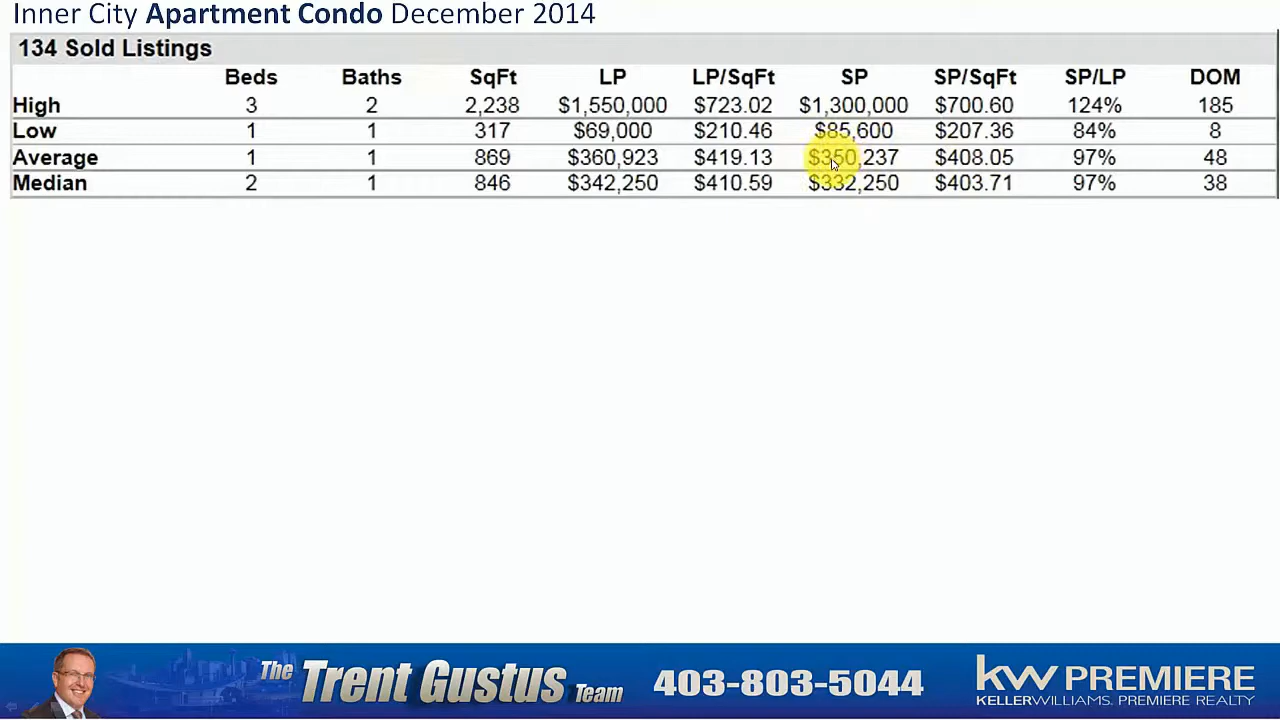 Inner City Apartment Condo December 2014
134 Sold Listings
Beds Baths SqFt LP LP/SqFt SP SP/SqFt SP/LP DOM
High 3 2 2,238 $1,550,000 $723.02 $1,300,000 $700.60 124% 185
Low 1 1 317 $69,000 $210.46 $85,600 $207.36 84% 8
Average 1 1 869 $360,923 $419.13 $350,237 $408.05 97% 48
Median 2 1 846 $342,250 $410.59 $332,250 $403.71 97% 38
The Trent Gustus Team 403-803-5044 kw PREMIERE
KELLERWILLIAMS. PREMIERE REALTY